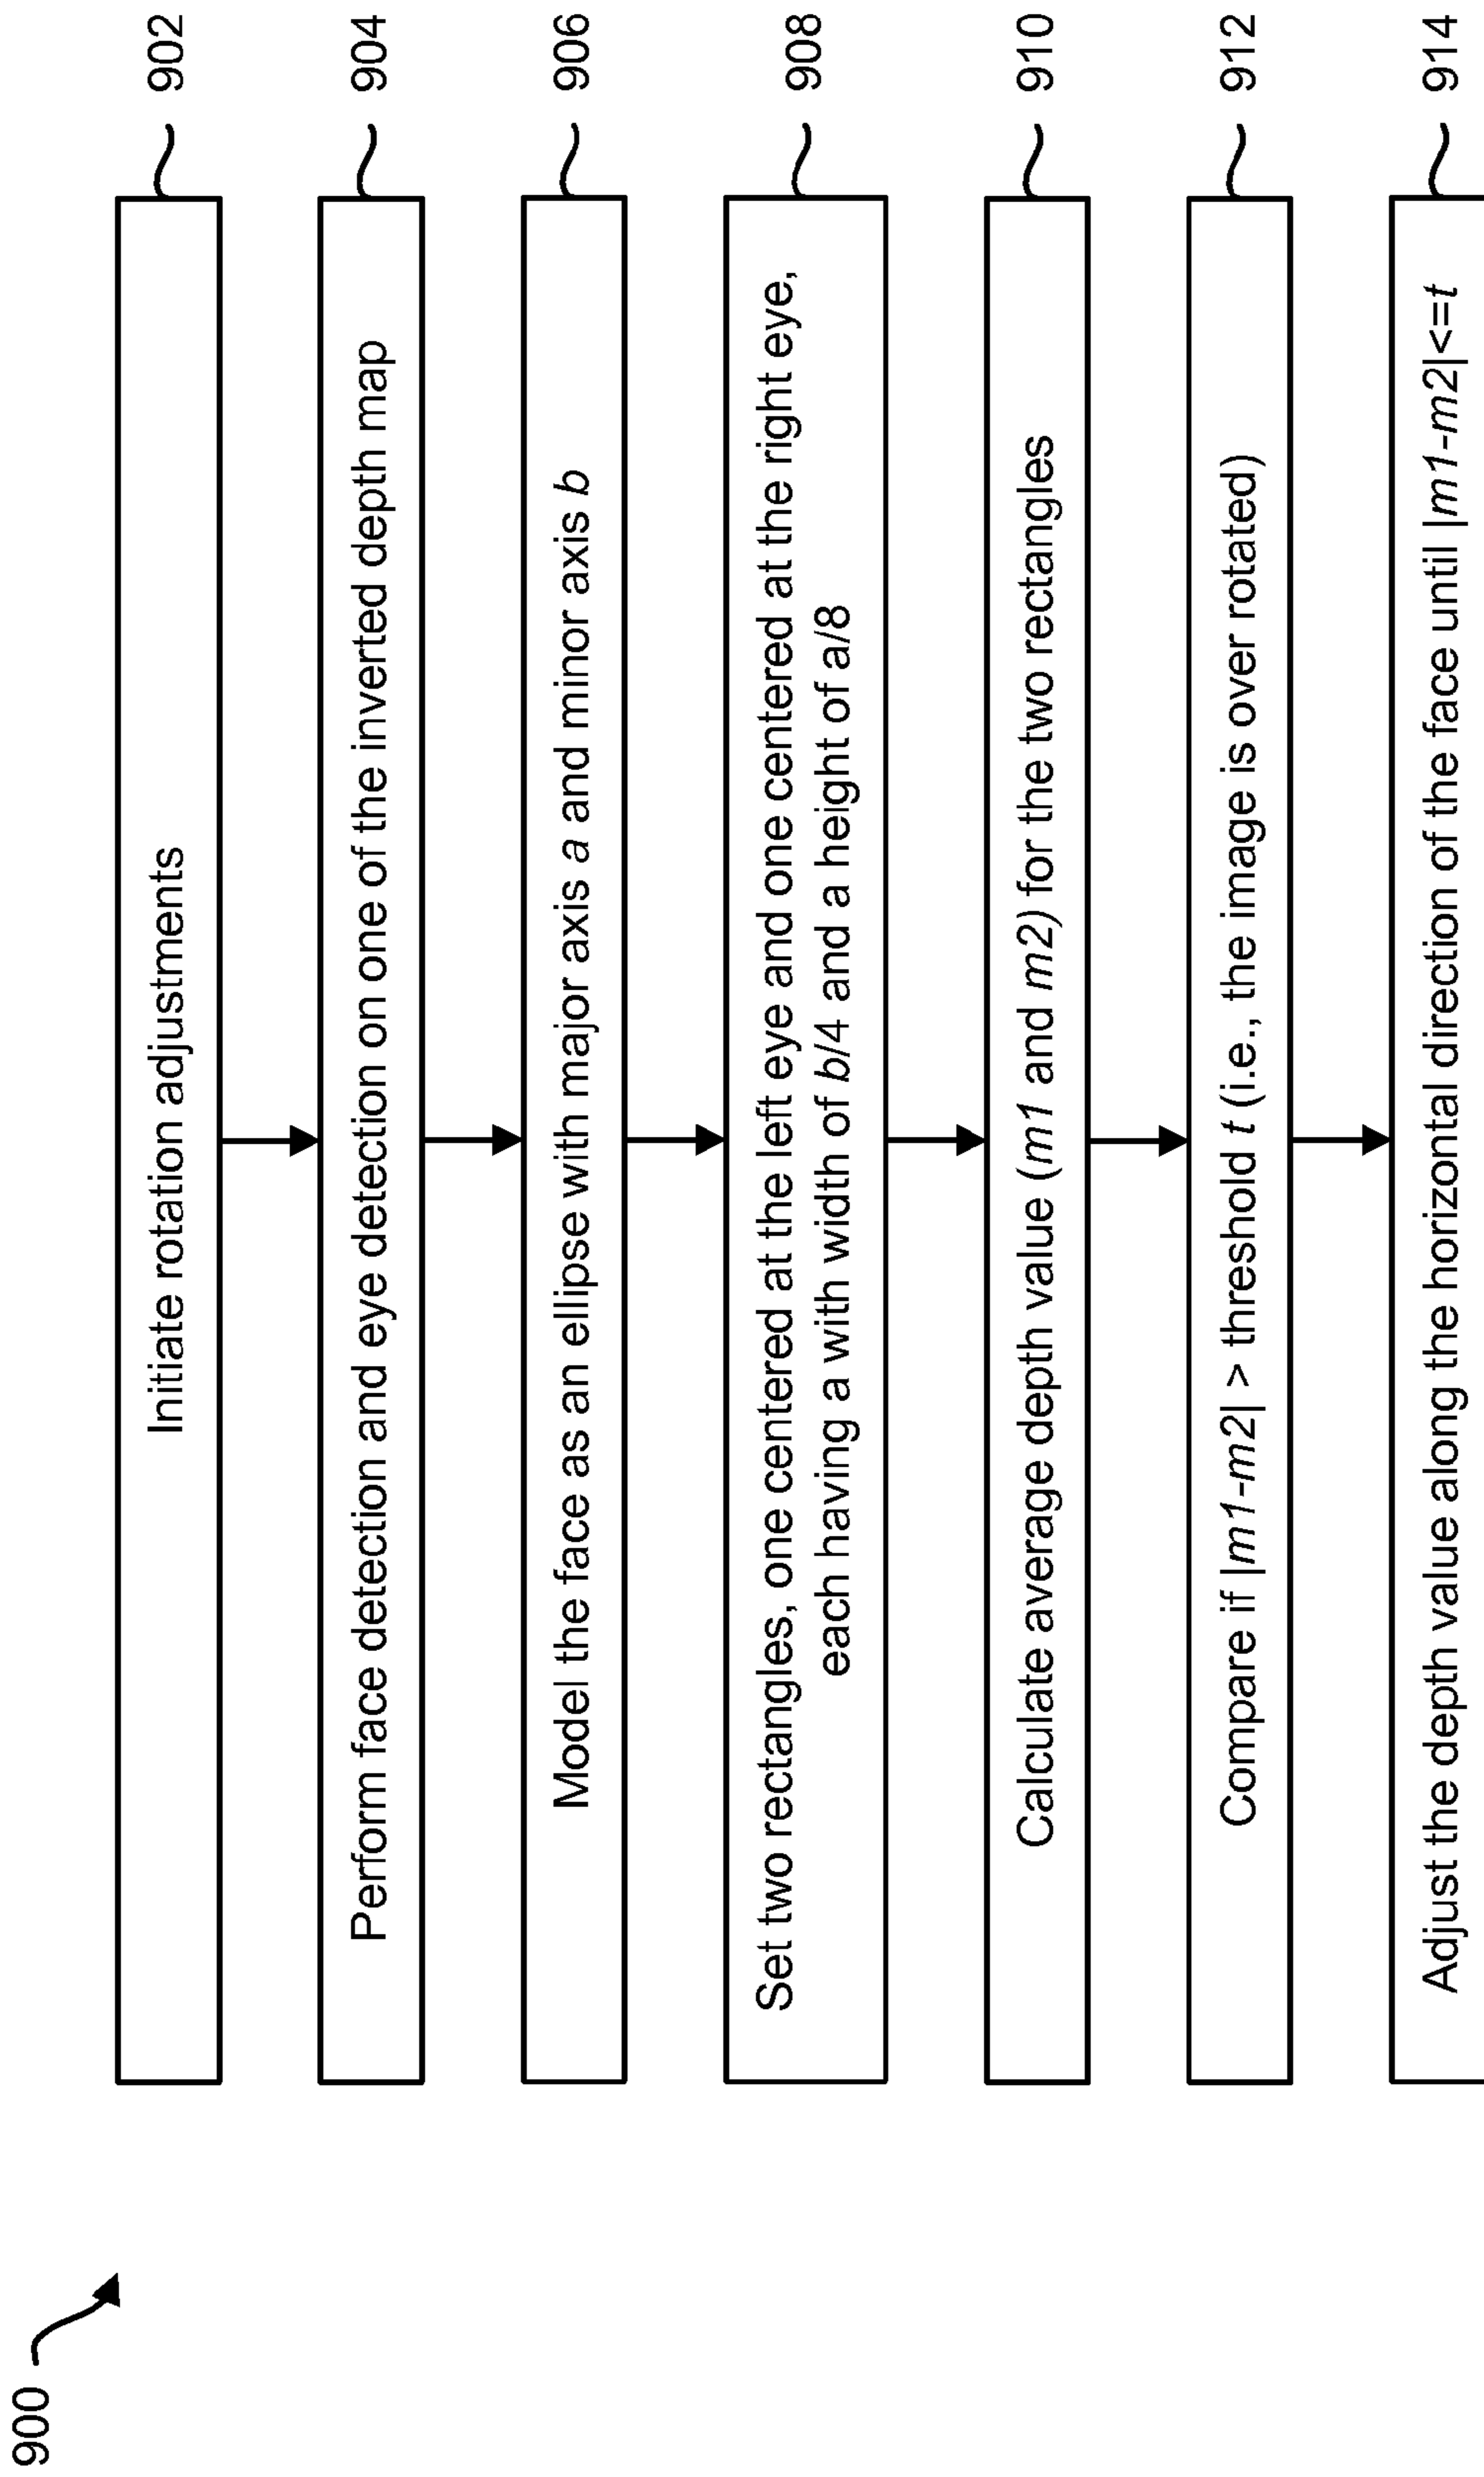 900
Initiate rotation adjustments
902
Perform face detection and eye detection on one of the inverted depth map
904
Model the face as an ellipse with major axis a and minor axis b
906
Set two rectangles, one centered at the left eye and one centered at the right eye,
each having a with width of b/4 and a height of a/8
908
Calculate average depth value (m1 and m2) for the two rectangles
910
Compare if |m1-m2| > threshold t (i.e., the image is over rotated)
912
Adjust the depth value along the horizontal direction of the face until |m1-m2|<=t
914